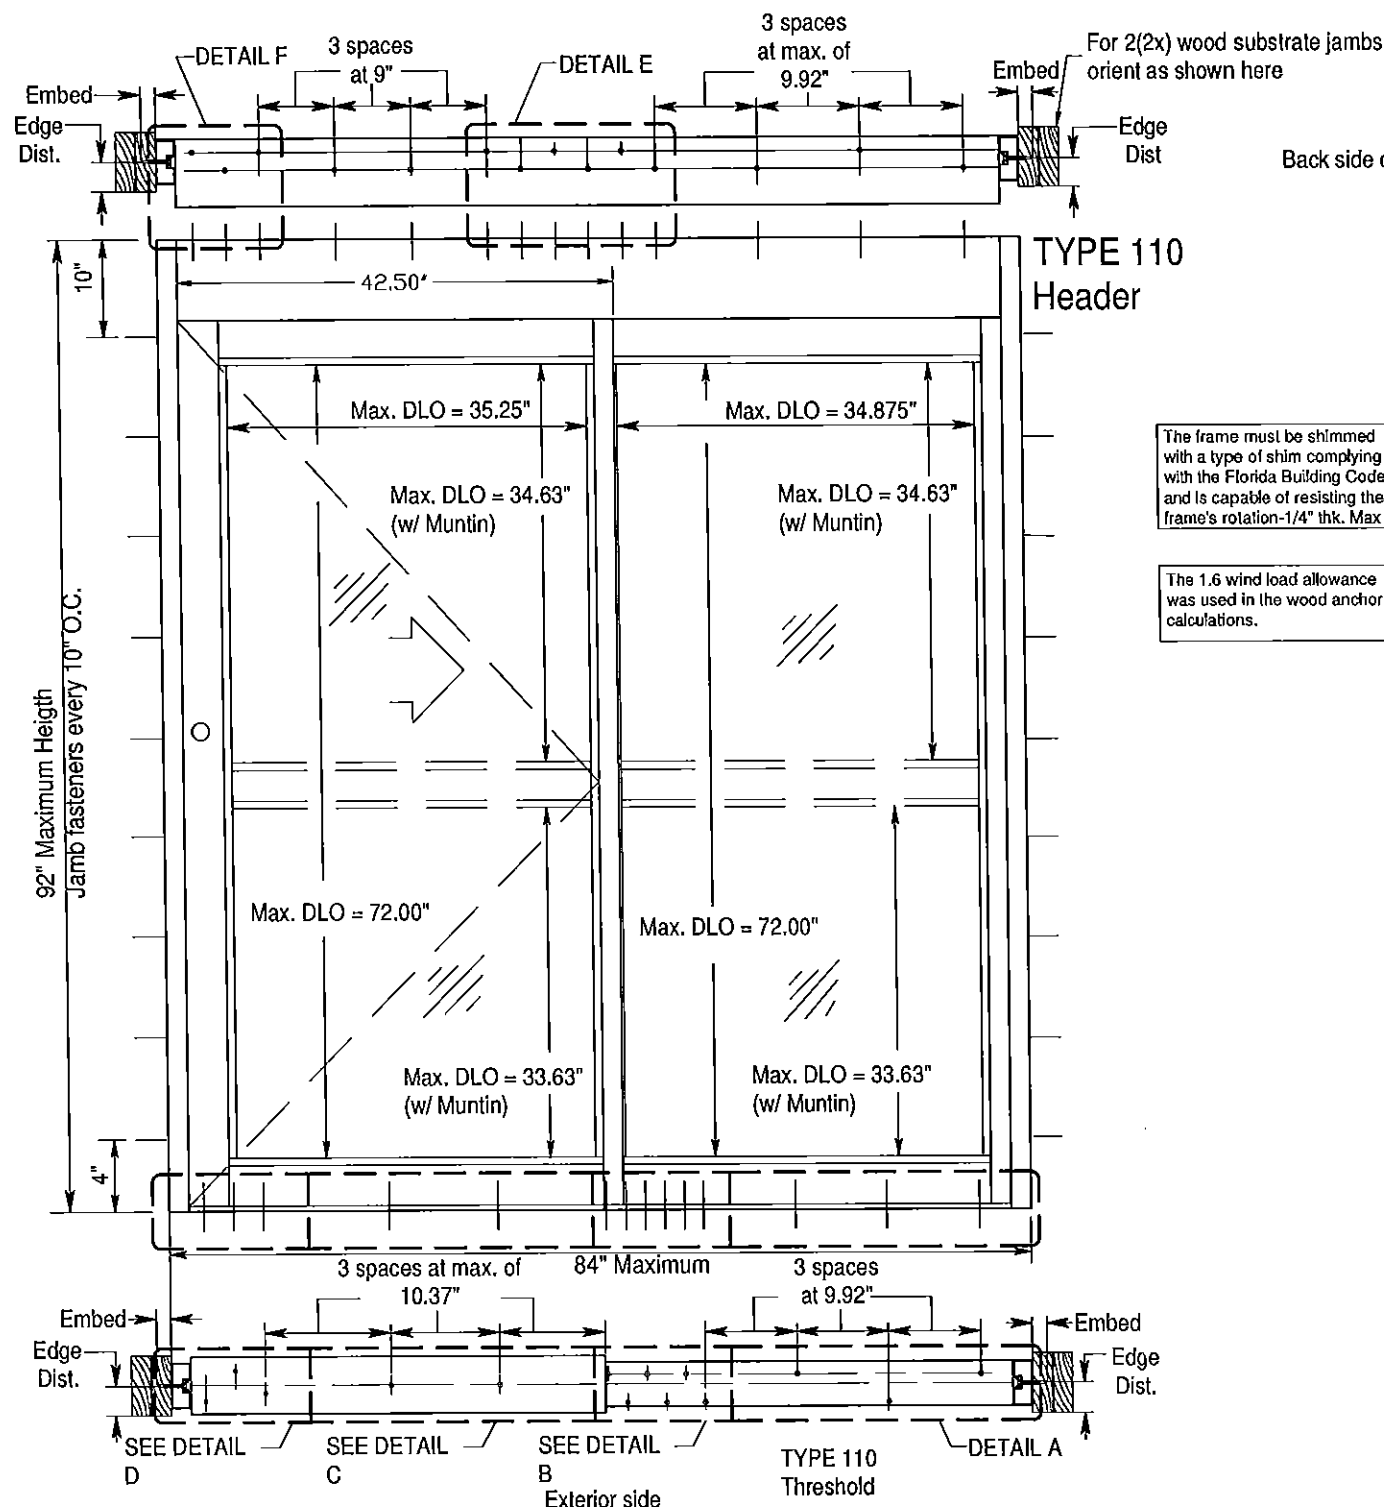 DETAIL F
3 spaces
at 9"
DETAIL E
3 spaces
at max. of
9.92"
For 2(2x) wood substrate jambs
orient as shown here
Embed
Edge
Dist.
Embed
Edge
Dist
Back side
TYPE 110
Header
10"
42.50"
Max. DLO = 35.25"
Max. DLO = 34.875"
Max. DLO = 34.63"
(w/ Muntin)
Max. DLO = 34.63"
(w/ Muntin)
The frame must be shimmed
with a type of shim complying
with the Florida Building Code
and is capable of resisting the
frame's rotation-1/4" thk. Max
The 1.6 wind load allowance
was used in the wood anchor
calculations.
92" Maximum Heigth
Jamb fasteners every 10" O.C.
Max. DLO = 72.00"
Max. DLO = 72.00"
Max. DLO = 33.63"
(w/ Muntin)
Max. DLO = 33.63"
(w/ Muntin)
4"
84" Maximum
3 spaces at max. of
10.37"
3 spaces
at 9.92"
Embed
Edge
Dist.
Embed
Edge
Dist.
SEE DETAIL
D
SEE DETAIL
C
SEE DETAIL
B
Exterior side
TYPE 110
Threshold
DETAIL A